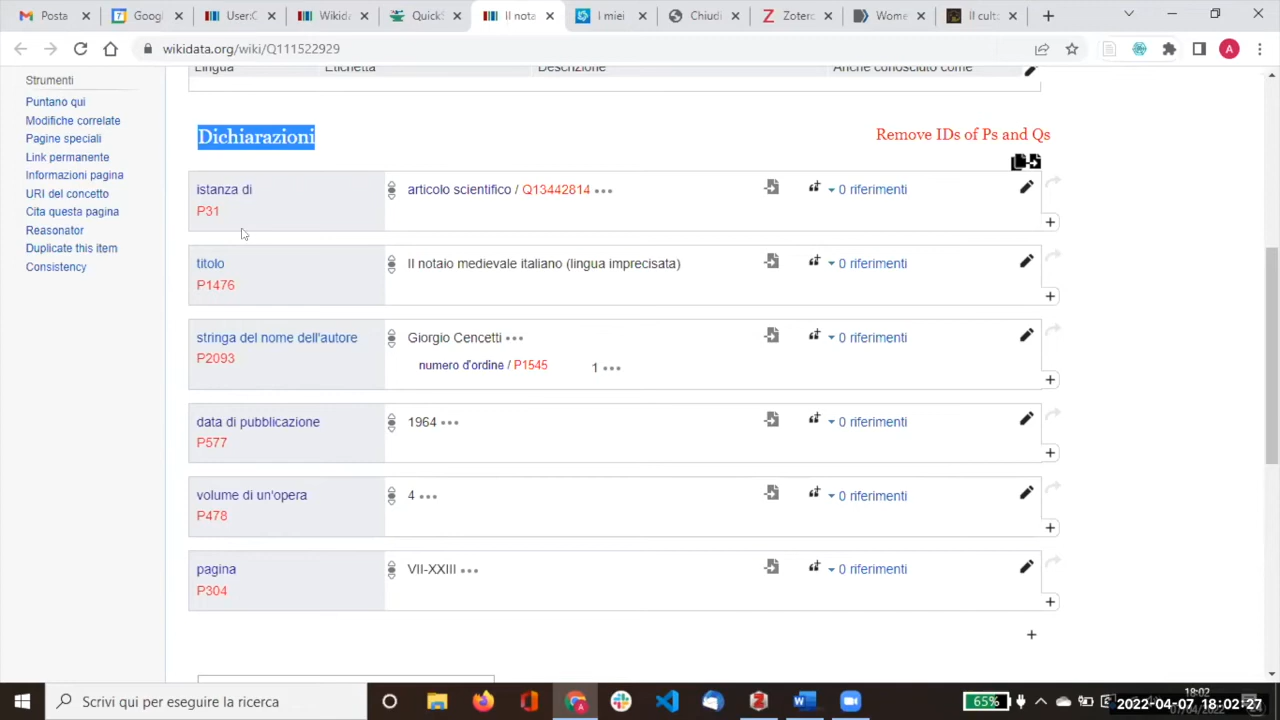 Posta
Googl
User:
Wikid
QuickS
Il nota
I miei
Chiudi
Zotera
Wome
Il cult
wikidata.org/wiki/Q111522929
A
Strumenti
Puntano qui
Modifiche correlate
Pagine speciali
Link permanente
Informazioni pagina
URI del concetto
Cita questa pagina
Reasonator
Duplicate this item
Consistency
Lingua Etichetta Descrizione Anche conosciuto come
Dichiarazioni
Remove IDs of Ps and Qs
istanza di
P31
articolo scientifico / Q13442814
0 riferimenti
titolo
P1476
Il notaio medievale italiano (lingua imprecisata)
0 riferimenti
stringa del nome dell'autore
P2093
Giorgio Cencetti
numero d'ordine / P1545 1
0 riferimenti
data di pubblicazione
P577
1964
0 riferimenti
volume di un'opera
P478
4
0 riferimenti
pagina
P304
VII-XXIII
0 riferimenti
Scrivi qui per eseguire la ricerca
65%
18:02
2022-04-07, 18:02:27